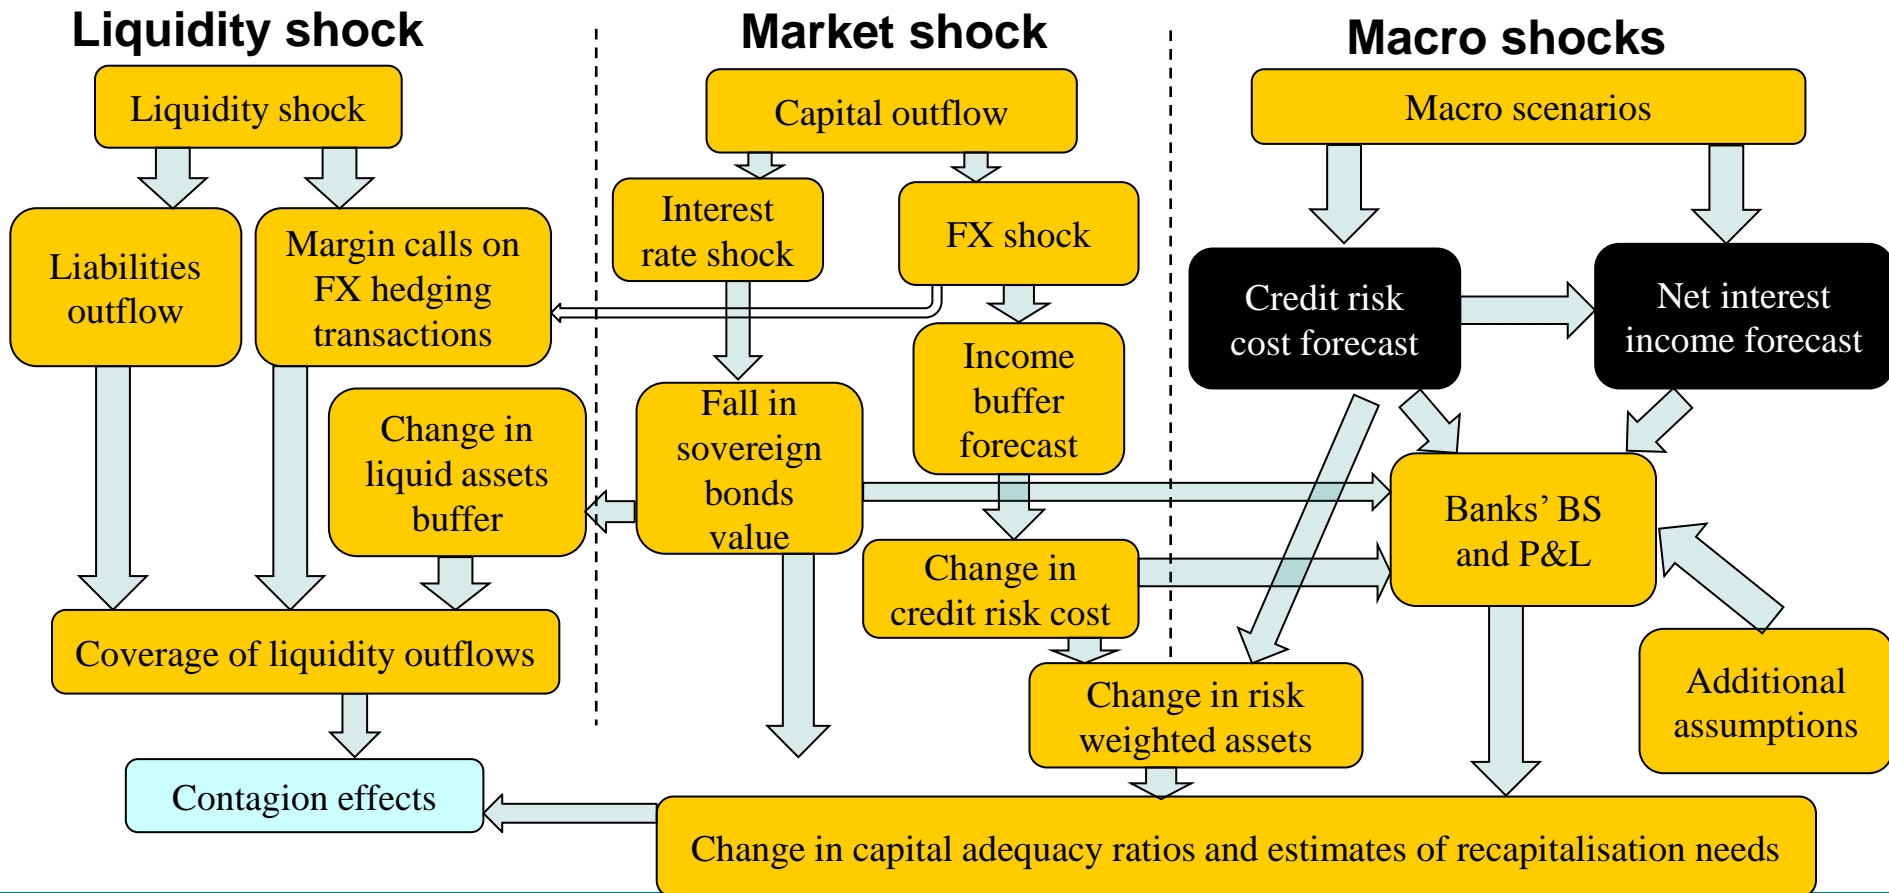 Liquidity shock
Market shock
Macro shocks
Liquidity shock
Capital outflow
Macro scenarios
Liabilities
outflow
Margin calls on
FX hedging
transactions
Interest
rate shock
FX shock
Credit risk
cost forecast
Net interest
income forecast
Change in
liquid assets
buffer
Fall in
sovereign
bonds
value
Income
buffer
forecast
Banks’ BS
and P&L
Change in
credit risk cost
Coverage of liquidity outflows
Change in risk
weighted assets
Additional
assumptions
Contagion effects
Change in capital adequacy ratios and estimates of recapitalisation needs